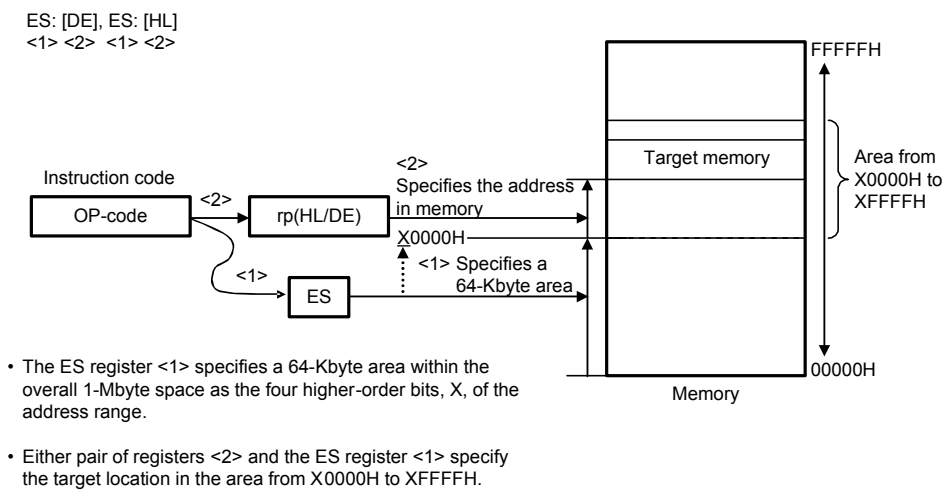 ES: [DE], ES: [HL]
<1> <2> <1> <2>
FFFFFH
Target memory
Area from
X0000H to
XFFFFH
Instruction code
OP-code
<2>
rp(HL/DE)
<2>
Specifies the address
in memory
X0000H
<1>
ES
<1> Specifies a
64-Kbyte area
00000H
Memory
• The ES register <1> specifies a 64-Kbyte area within the
overall 1-Mbyte space as the four higher-order bits, X, of the
address range.
• Either pair of registers <2> and the ES register <1> specify
the target location in the area from X0000H to XFFFFH.